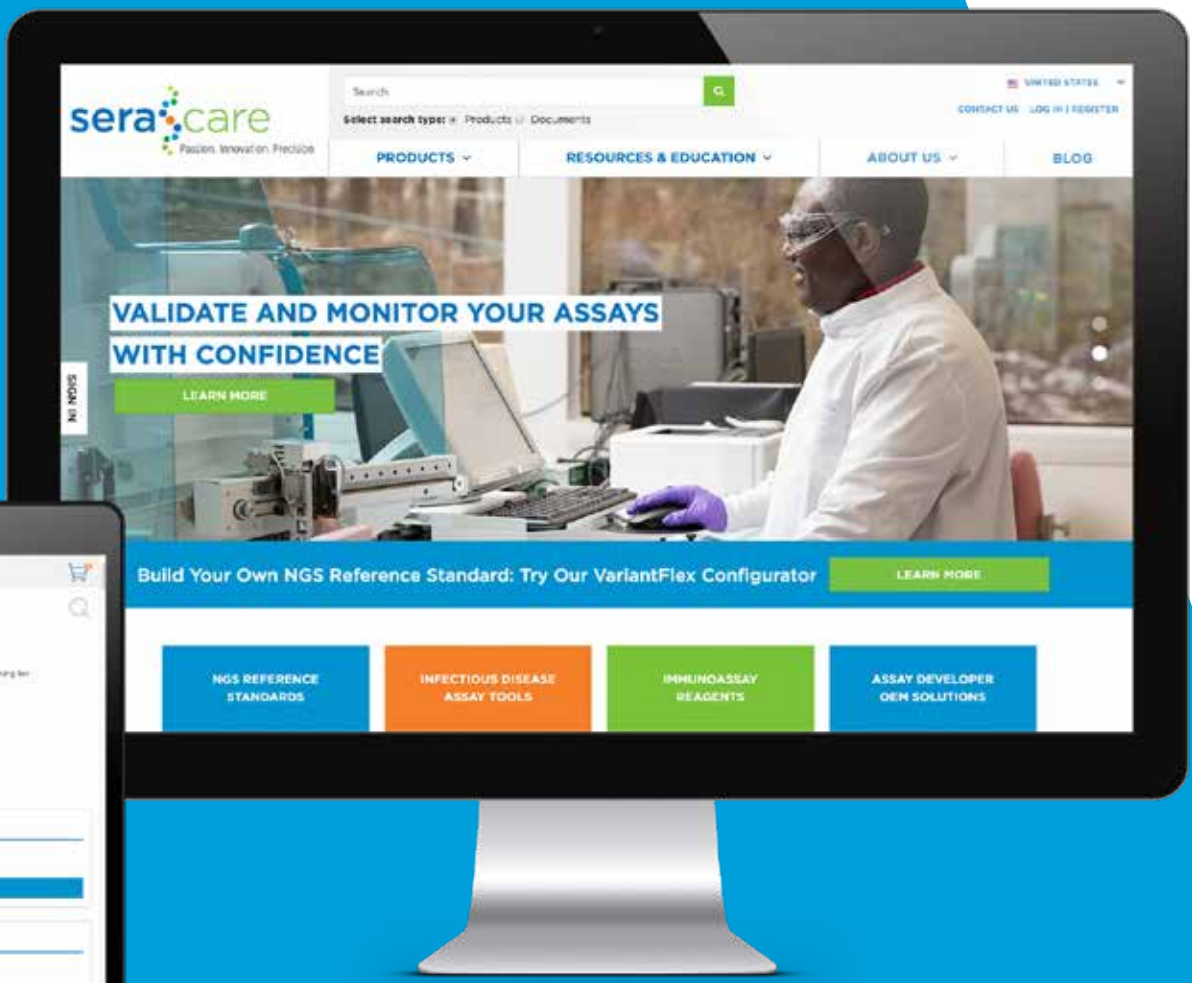 seracare
Passion. Innovation. Precision
Search
Select search type: Products Documents
UNITED STATES
CONTACT US LOG IN | REGISTER
PRODUCTS
RESOURCES & EDUCATION
ABOUT US
BLOG
VALIDATE AND MONITOR YOUR ASSAYS
WITH CONFIDENCE
LEARN MORE
SIGN IN
Build Your Own NGS Reference Standard: Try Our VariantFlex Configurator
LEARN MORE
NGS REFERENCE
STANDARDS
INFECTIOUS DISEASE
ASSAY TOOLS
IMMUNOASSAY
REAGENTS
ASSAY DEVELOPER
OEM SOLUTIONS